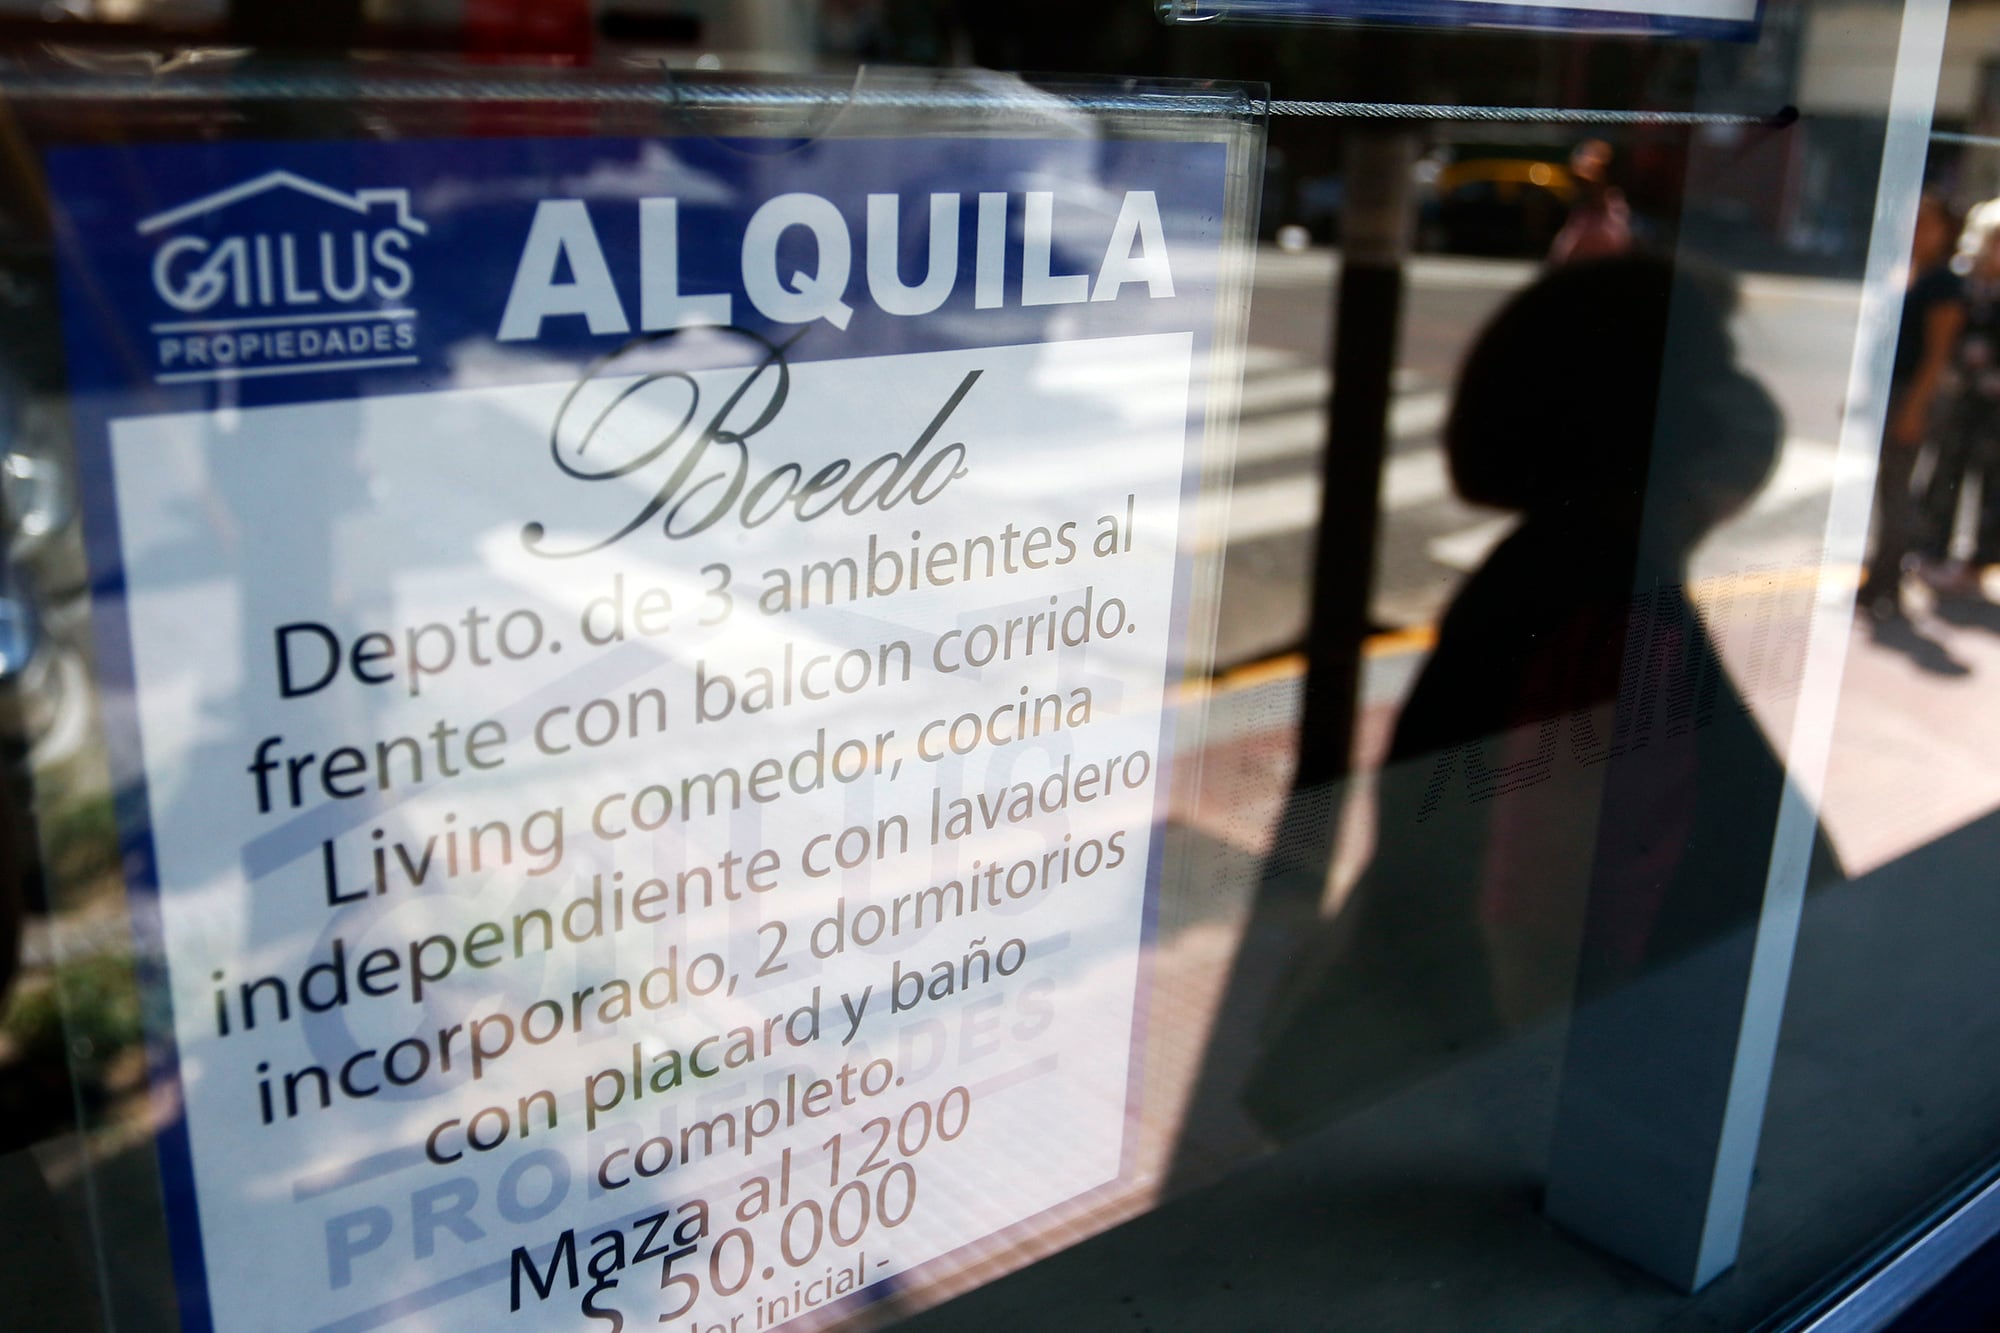 GAILUS
PROPIEDADES
ALQUILA
Boedo
Depto. de 3 ambientes al
frente con balcon corrido.
Living comedor, cocina
independiente con lavadero
incorporado, 2 dormitorios
con placard y baño
completo.
Maza al 1200
$ 50.000
inicial -